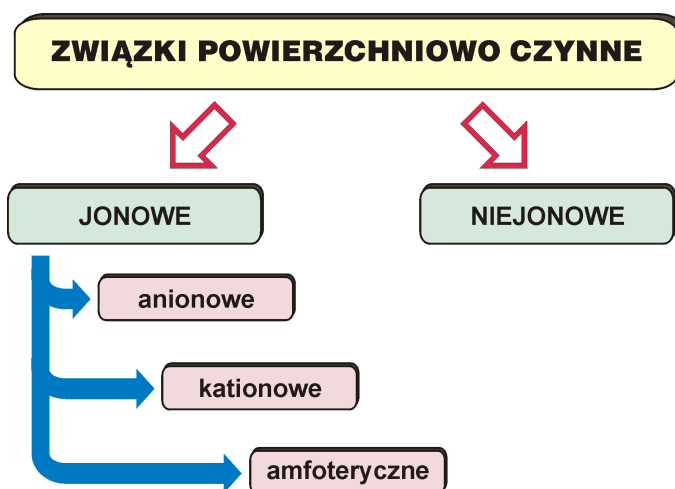 ZWIĄZKI POWIERZCHNIOWO CZYNNE
JONOWE
NIEJONOWE
anionowe
kationowe
amfoteryczne